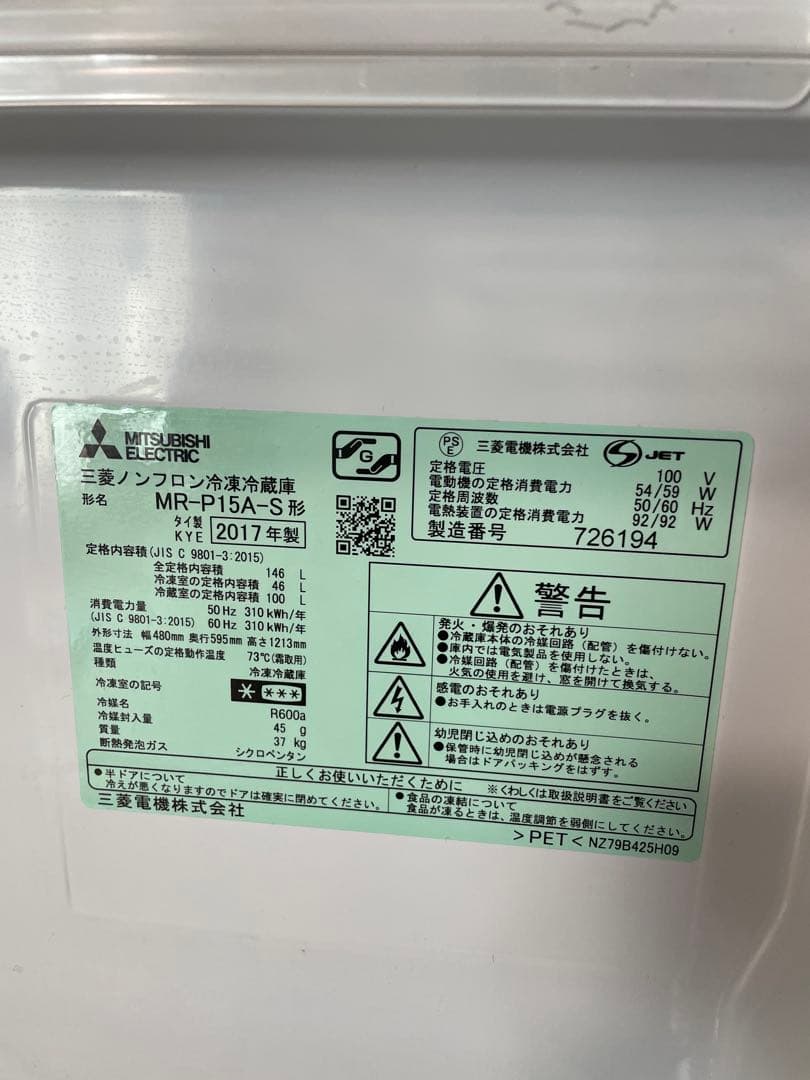 MITSUBISHI
ELECTRIC
三菱ノンフロン冷凍冷蔵庫
形名 MR-P15A-S形
タイ製
KYE 2017年製
定格内容積(JIS C 9801-3:2015)
全定格内容積 146 L
冷凍室の定格内容積 46 L
冷蔵室の定格内容積 100 L
消費電力量 50Hz 310kWh/年
(JIS C 9801-3:2015) 60Hz 310kWh/年
外形寸法 幅480mm 奥行595mm 高さ1213mm
温度ヒューズの定格動作温度 73℃(霜取用)
種類 冷凍冷蔵庫
冷凍室の記号 * ***
冷媒名 R600a
冷媒封入量 45 g
質量 37 kg
断熱発泡ガス シクロペンタン
G
PS
E
三菱電機株式会社
S JET
定格電圧 100 V
電動機の定格消費電力 54/59 W
定格周波数 50/60 Hz
電熱装置の定格消費電力 92/92 W
製造番号 726194
警告
発火・爆発のおそれあり
●冷蔵庫本体の冷媒回路(配管)を傷付けない。
●庫内では電気製品を使用しない。
●冷媒回路(配管)を傷付けたときは、
火気の使用を避け、窓を開けて換気する。
感電のおそれあり
●お手入れのときは電源プラグを抜く。
幼児閉じ込めのおそれあり
●保管時に幼児閉じ込めが懸念される
場合はドアパッキングをはずす。
正しくお使いいただくために ※くわしくは取扱説明書をご覧ください
●半ドアについて
冷えが悪くなりますのでドアは確実に閉めてください。
●食品の凍結について
食品が凍るときは、温度調節を弱側にしてください。
三菱電機株式会社
>PET< NZ79B425H09